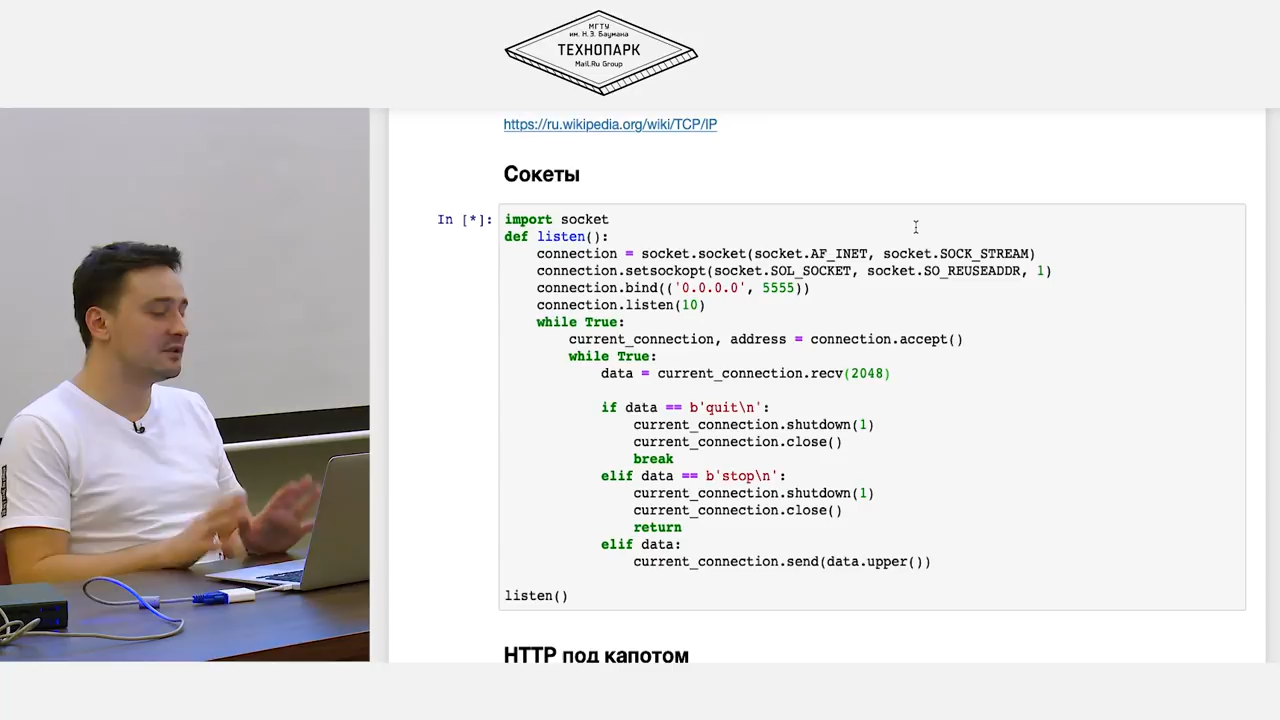 МГТУ
им. Н.Э. Баумана
ТЕХНОПАРК
Mail.Ru Group
https://ru.wikipedia.org/wiki/TCP/IP
Сокеты
In [*]:
import socket
def listen():
    connection = socket.socket(socket.AF_INET, socket.SOCK_STREAM)
    connection.setsockopt(socket.SOL_SOCKET, socket.SO_REUSEADDR, 1)
    connection.bind(('0.0.0.0', 5555))
    connection.listen(10)
    while True:
        current_connection, address = connection.accept()
        while True:
            data = current_connection.recv(2048)
            if data == b'quit\n':
                current_connection.shutdown(1)
                current_connection.close()
                break
            elif data == b'stop\n':
                current_connection.shutdown(1)
                current_connection.close()
                return
            elif data:
                current_connection.send(data.upper())
listen()
HTTP под капотом